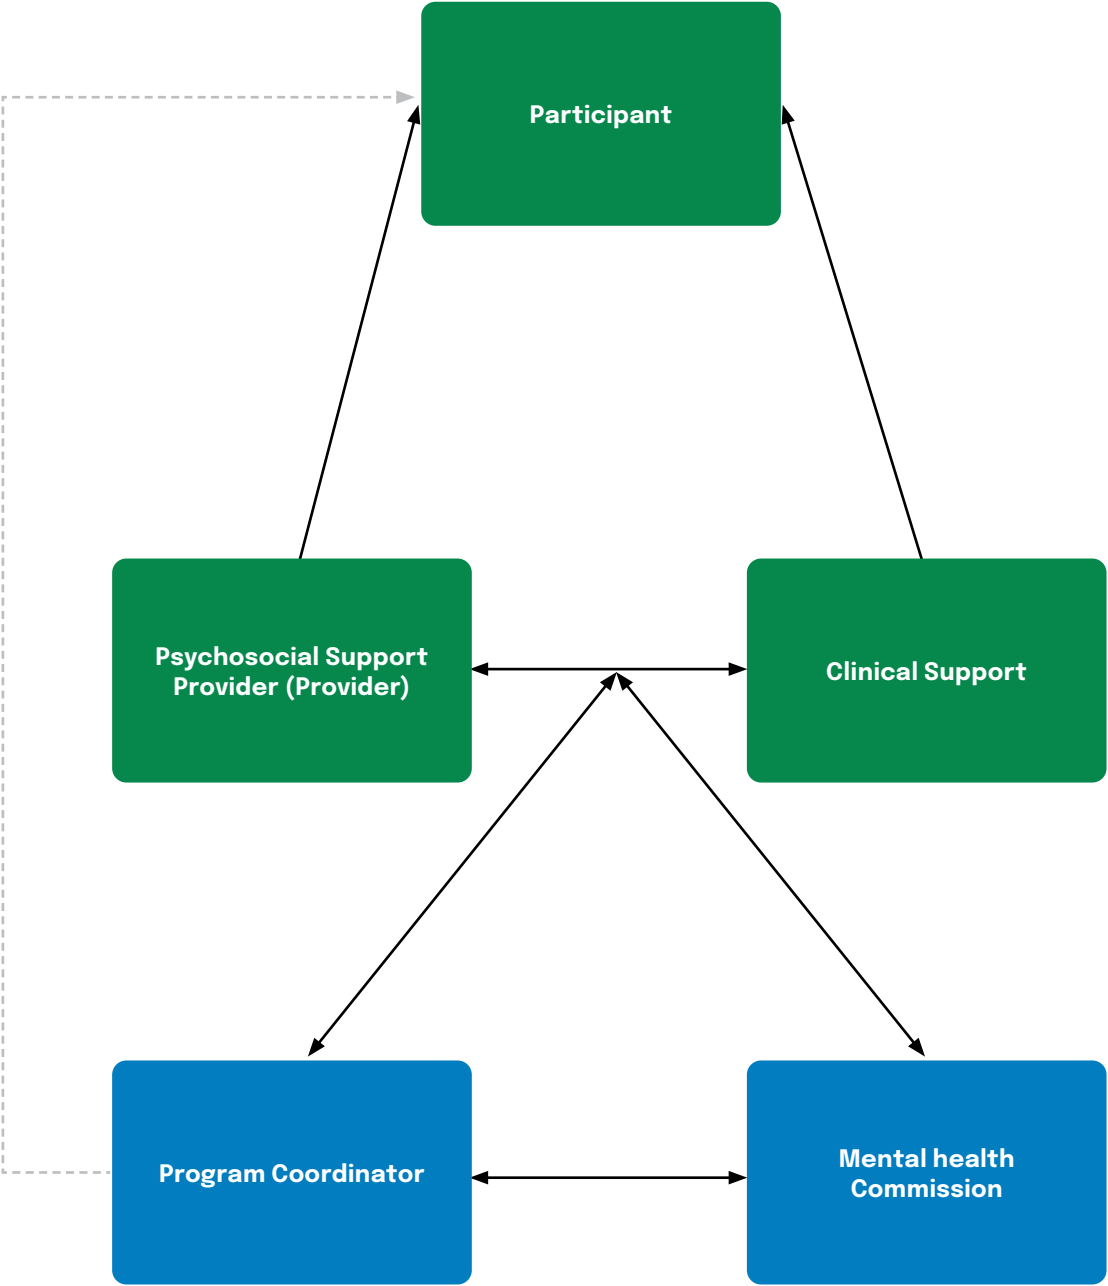 Participant
Psychosocial Support
Provider (Provider)
Clinical Support
Program Coordinator
Mental health
Commission